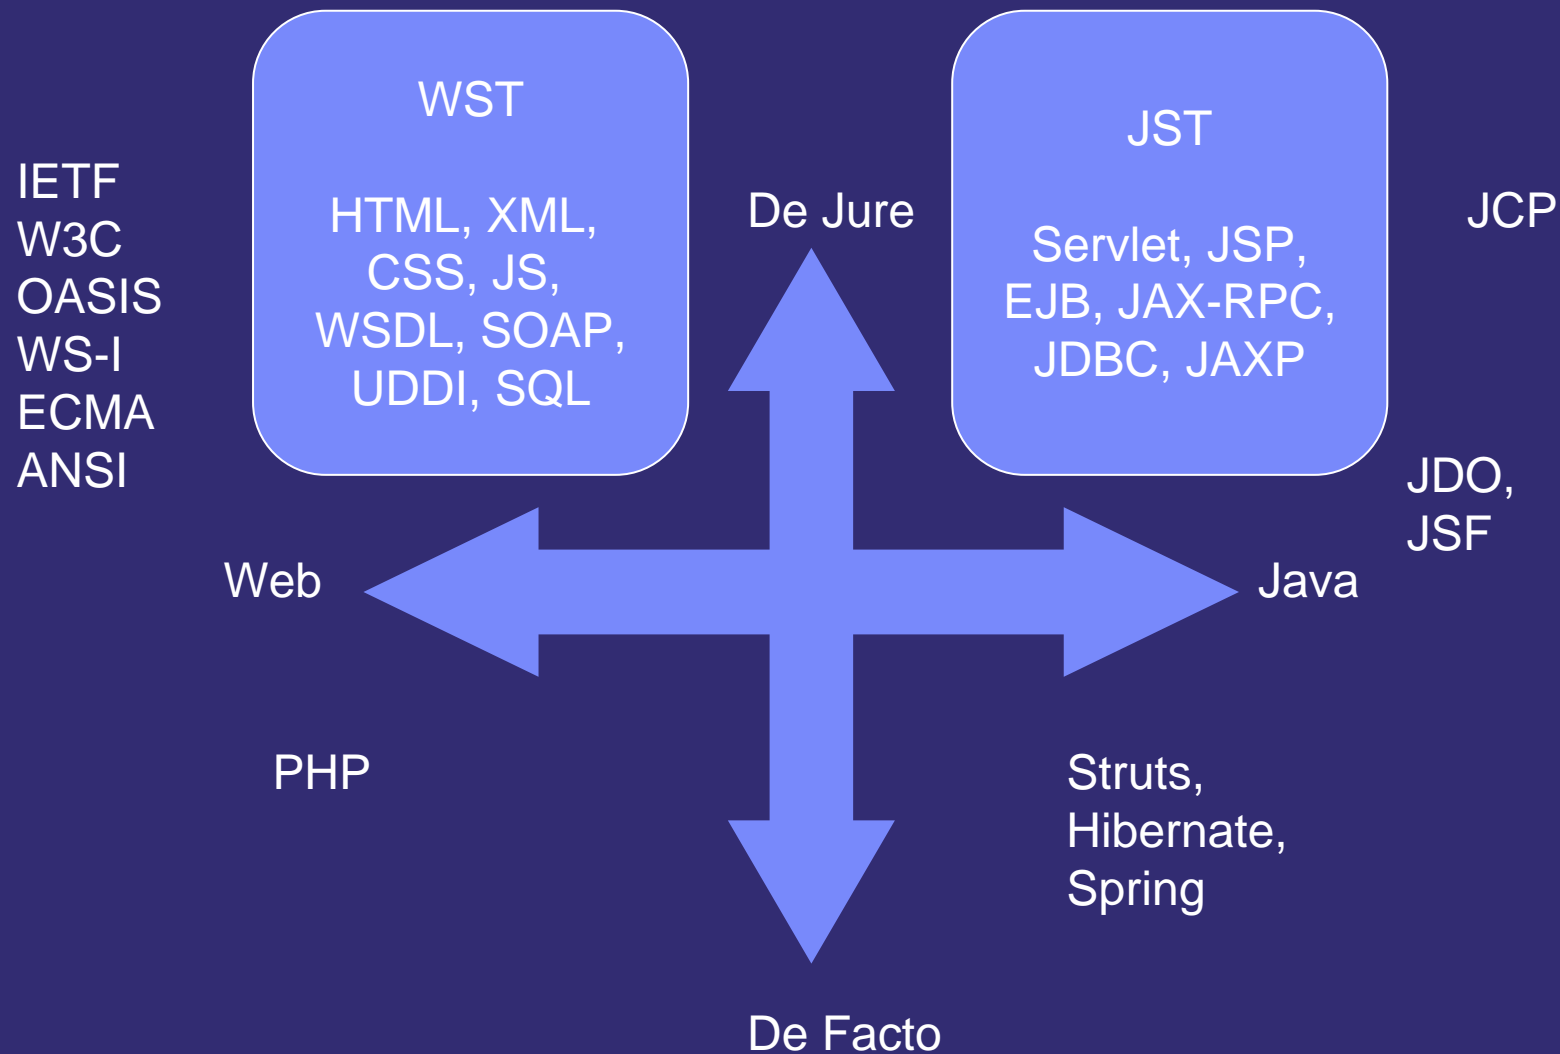 WST
HTML, XML,
CSS, JS,
WSDL, SOAP,
UDDI, SQL
JST
Servlet, JSP,
EJB, JAX-RPC,
JDBC, JAXP
IETF
W3C
OASIS
WS-I
ECMA
ANSI
De Jure
JCP
JDO,
JSF
Web
Java
PHP
Struts,
Hibernate,
Spring
De Facto